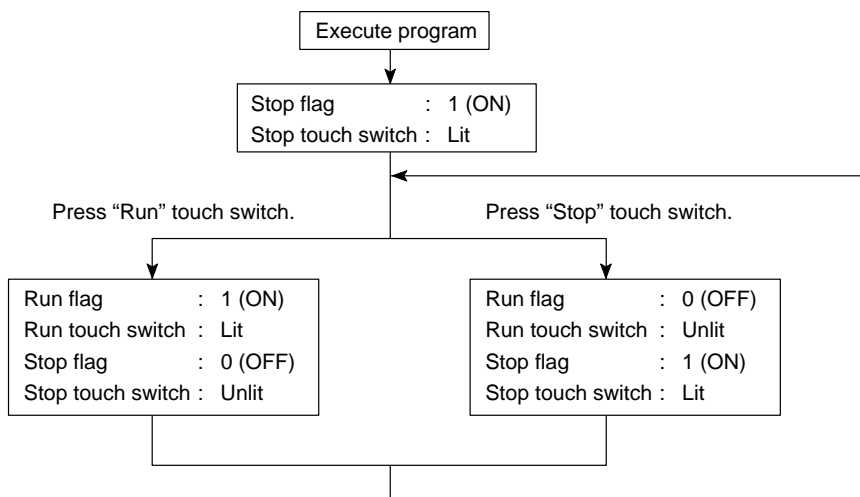 Execute program
Stop flag : 1 (ON)
Stop touch switch : Lit
Press “Run” touch switch.
Press “Stop” touch switch.
Run flag : 1 (ON)
Run touch switch : Lit
Stop flag : 0 (OFF)
Stop touch switch : Unlit
Run flag : 0 (OFF)
Run touch switch : Unlit
Stop flag : 1 (ON)
Stop touch switch : Lit